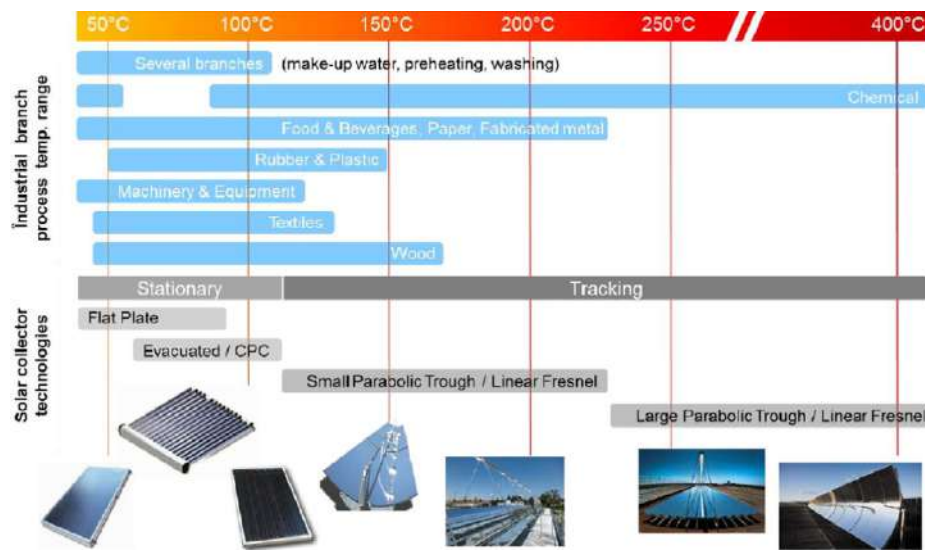 50°C 100°C 150°C 200°C 250°C 400°C
Industrial branch
process temp. range
Several branches (make-up water, preheating, washing)
Chemical
Food & Beverages, Paper, Fabricated metal
Rubber & Plastic
Machinery & Equipment
Textiles
Wood
Stationary Tracking
Solar collector
technologies
Flat Plate
Evacuated / CPC
Small Parabolic Trough / Linear Fresnel
Large Parabolic Trough / Linear Fresnel